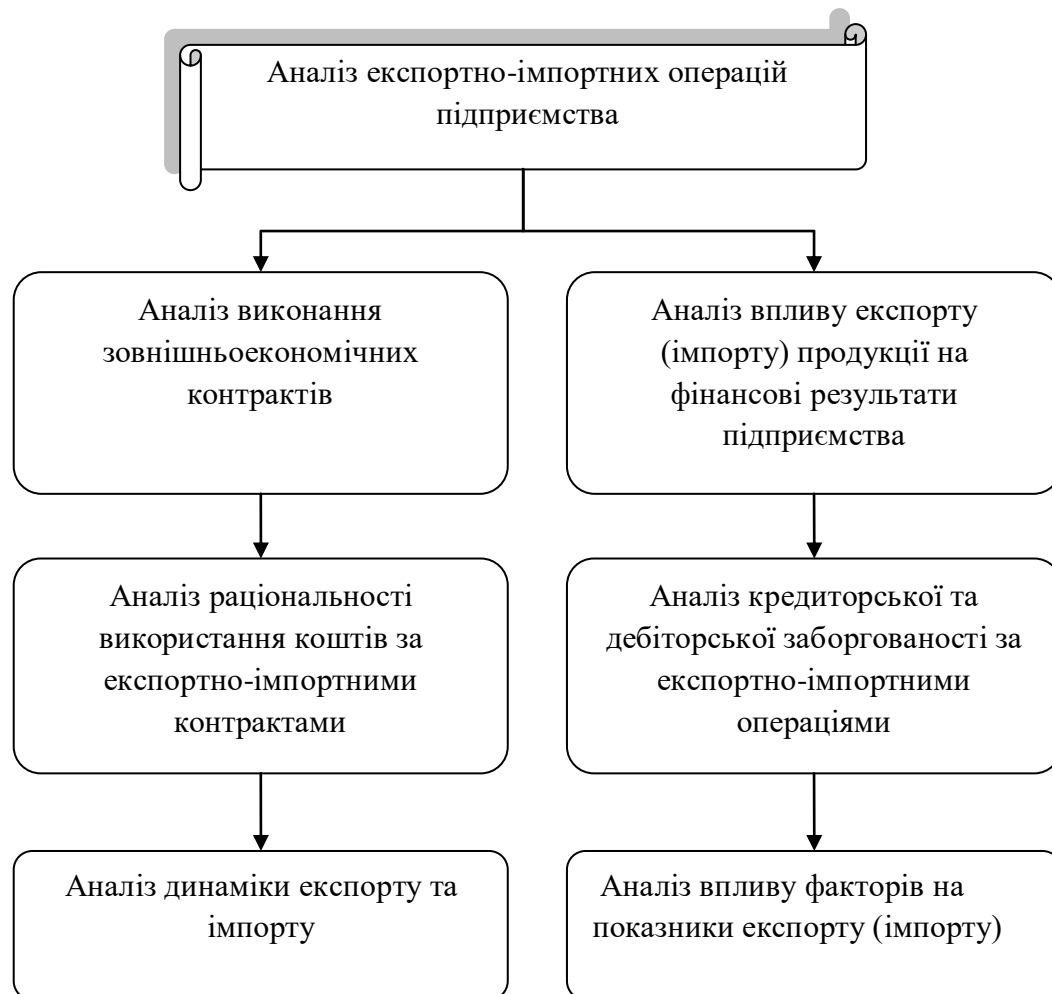 Аналіз експортно-імпортних операцій
підприємства
Аналіз виконання
зовнішньоекономічних
контрактів
Аналіз впливу експорту
(імпорту) продукції на
фінансові результати
підприємства
Аналіз раціональності
використання коштів за
експортно-імпортними
контрактами
Аналіз кредиторської та
дебіторської заборгованості за
експортно-імпортними
операціями
Аналіз динаміки експорту та
імпорту
Аналіз впливу факторів на
показники експорту (імпорту)